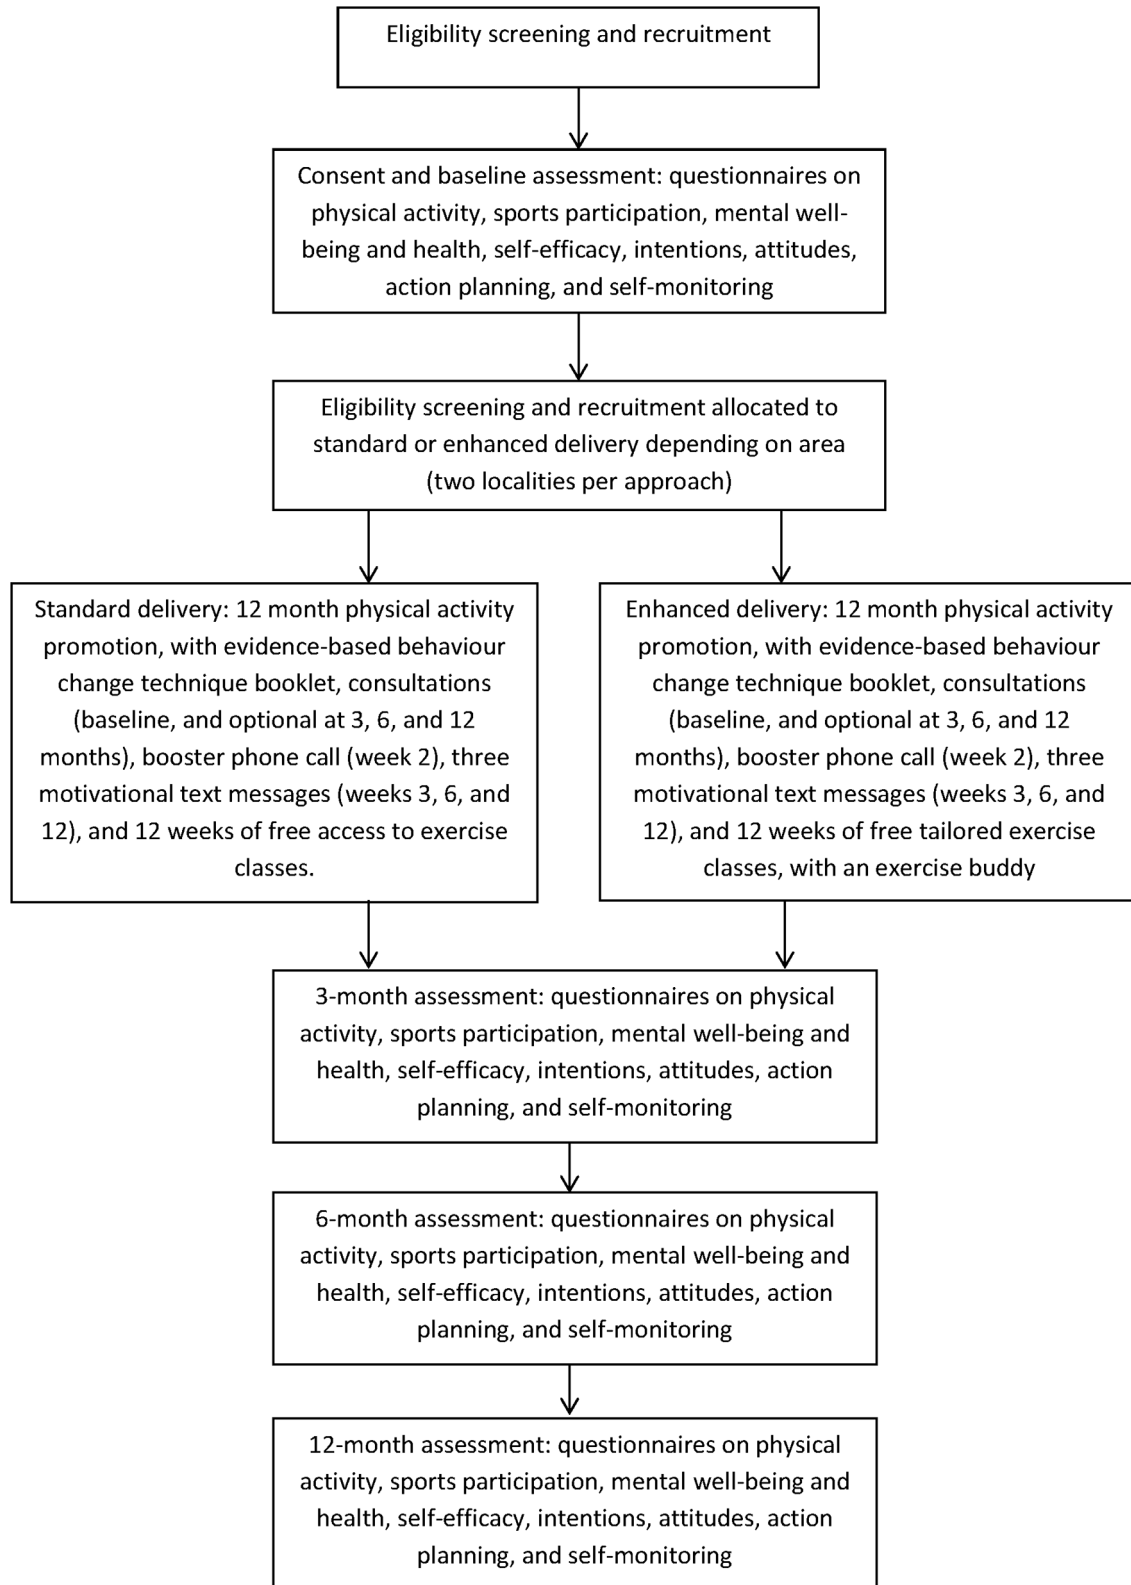 Eligibility screening and recruitment
Consent and baseline assessment: questionnaires on
physical activity, sports participation, mental well-
being and health, self-efficacy, intentions, attitudes,
action planning, and self-monitoring
Eligibility screening and recruitment allocated to
standard or enhanced delivery depending on area
(two localities per approach)
Standard delivery: 12 month physical activity
promotion, with evidence-based behaviour
change technique booklet, consultations
(baseline, and optional at 3, 6, and 12
months), booster phone call (week 2), three
motivational text messages (weeks 3, 6, and
12), and 12 weeks of free access to exercise
classes.
Enhanced delivery: 12 month physical activity
promotion, with evidence-based behaviour
change technique booklet, consultations
(baseline, and optional at 3, 6, and 12
months), booster phone call (week 2), three
motivational text messages (weeks 3, 6, and
12), and 12 weeks of free tailored exercise
classes, with an exercise buddy
3-month assessment: questionnaires on physical
activity, sports participation, mental well-being and
health, self-efficacy, intentions, attitudes, action
planning, and self-monitoring
6-month assessment: questionnaires on physical
activity, sports participation, mental well-being and
health, self-efficacy, intentions, attitudes, action
planning, and self-monitoring
12-month assessment: questionnaires on physical
activity, sports participation, mental well-being and
health, self-efficacy, intentions, attitudes, action
planning, and self-monitoring